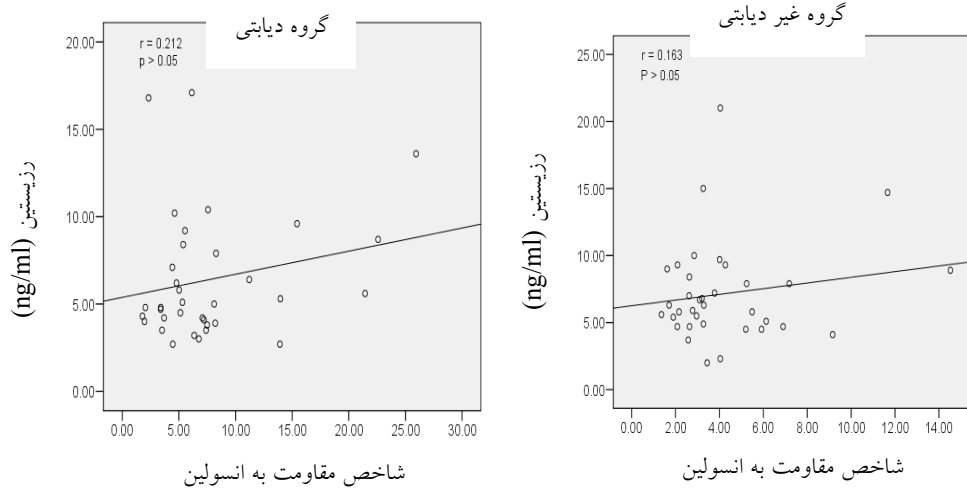 گروه دیابتی
r = 0.212
p > 0.05
20.00
15.00
10.00
5.00
0.00
رزیستین (ng/ml)
0.00 5.00 10.00 15.00 20.00 25.00 30.00
شاخص مقاومت به انسولین
گروه غیر دیابتی
r = 0.163
P > 0.05
25.00
20.00
15.00
10.00
5.00
0.00
رزیستین (ng/ml)
0.00 2.00 4.00 6.00 8.00 10.00 12.00 14.00
شاخص مقاومت به انسولین